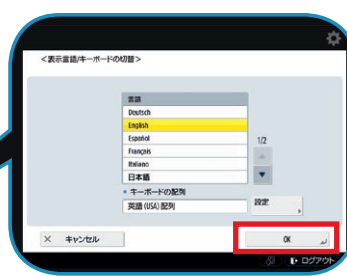 ＜表示言語/キーボードの切替＞
言語
Deutsch
English
Español
Français
Italiano
日本語
1/2
キーボードの配列
英語 (USA) 配列
設定
キャンセル
OK
ログアウト